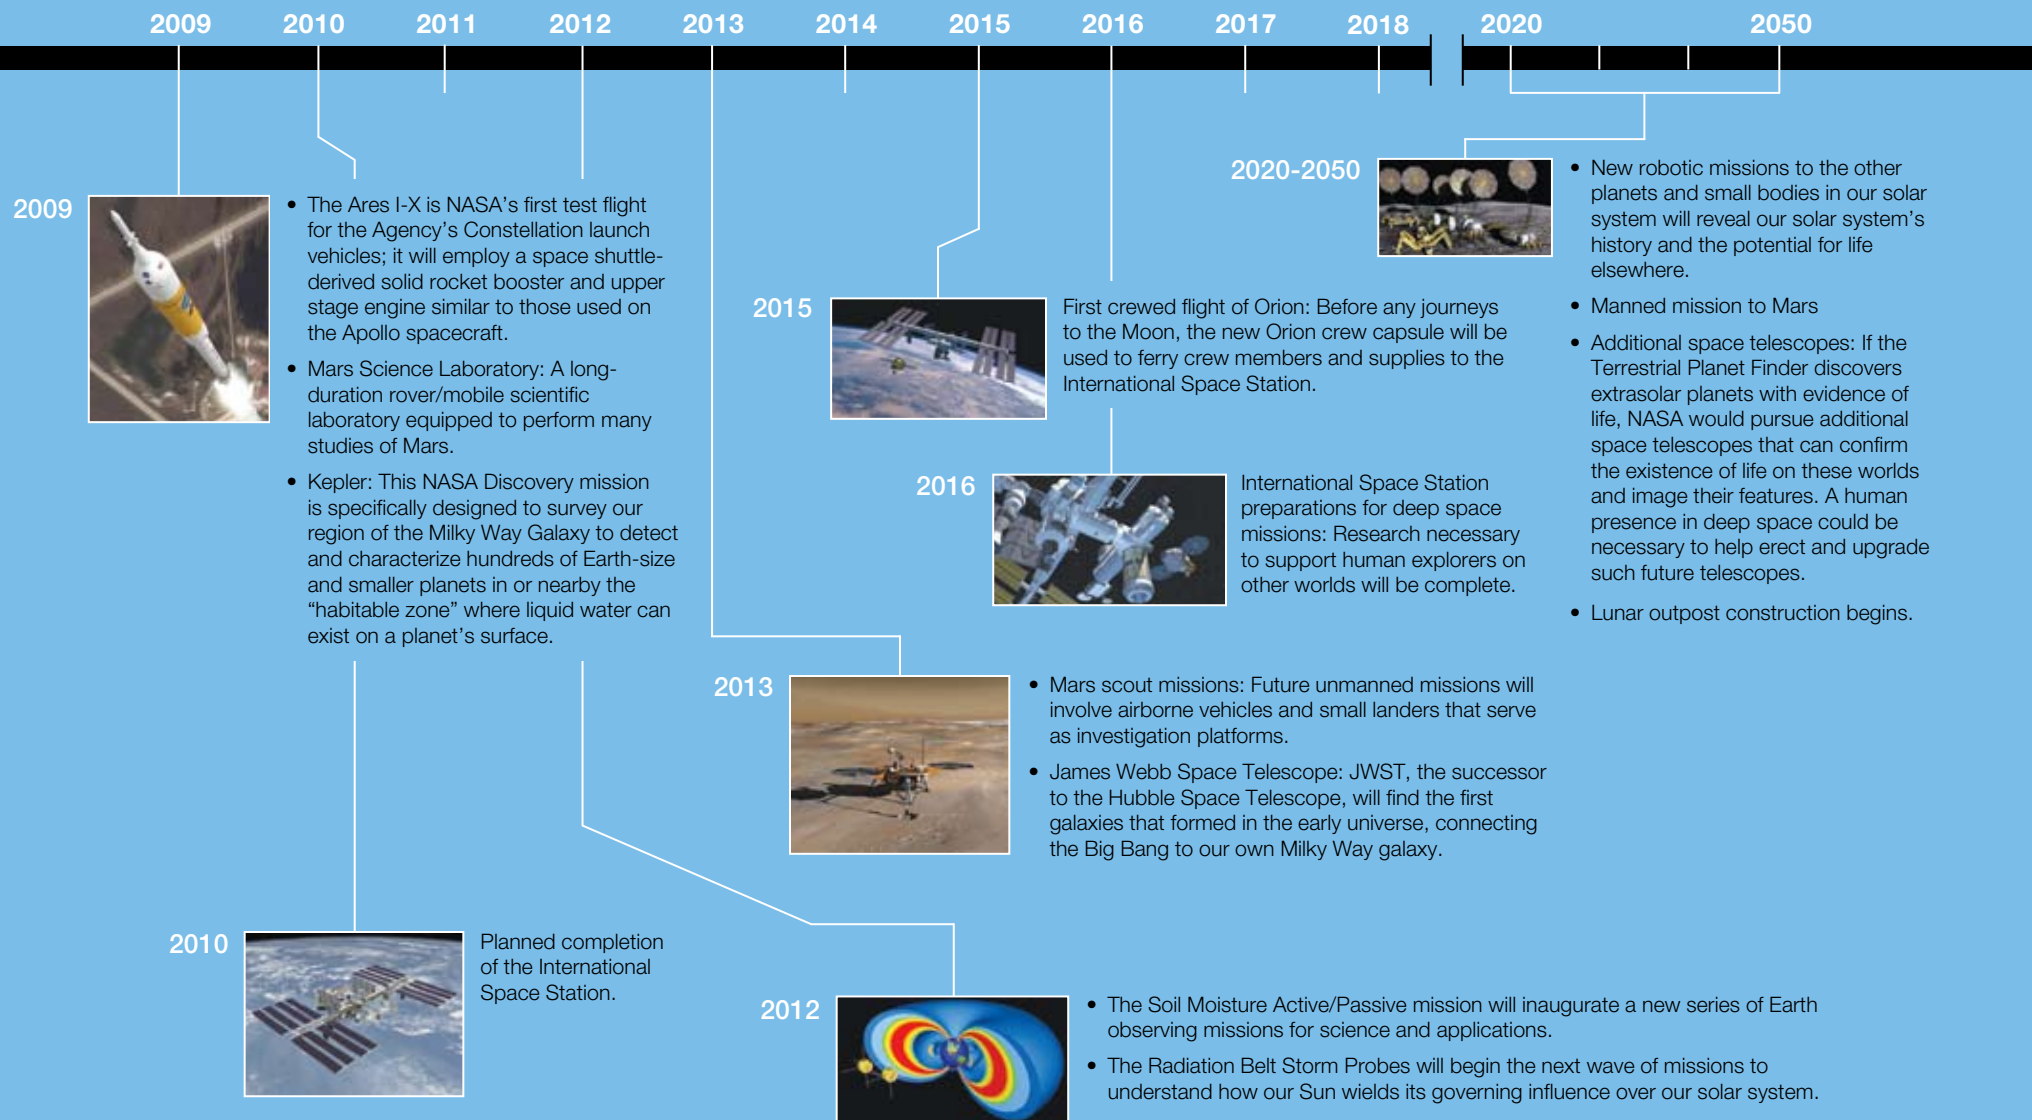 2009 2010 2011 2012 2013 2014 2015 2016 2017 2018 2020 2050
2009
• The Ares I-X is NASA’s first test flight
for the Agency’s Constellation launch
vehicles; it will employ a space shuttle-
derived solid rocket booster and upper
stage engine similar to those used on
the Apollo spacecraft.
• Mars Science Laboratory: A long-
duration rover/mobile scientific
laboratory equipped to perform many
studies of Mars.
• Kepler: This NASA Discovery mission
is specifically designed to survey our
region of the Milky Way Galaxy to detect
and characterize hundreds of Earth-size
and smaller planets in or nearby the
“habitable zone” where liquid water can
exist on a planet’s surface.
2010
Planned completion
of the International
Space Station.
2012
• The Soil Moisture Active/Passive mission will inaugurate a new series of Earth
observing missions for science and applications.
• The Radiation Belt Storm Probes will begin the next wave of missions to
understand how our Sun wields its governing influence over our solar system.
2013
• Mars scout missions: Future unmanned missions will
involve airborne vehicles and small landers that serve
as investigation platforms.
• James Webb Space Telescope: JWST, the successor
to the Hubble Space Telescope, will find the first
galaxies that formed in the early universe, connecting
the Big Bang to our own Milky Way galaxy.
2015
First crewed flight of Orion: Before any journeys
to the Moon, the new Orion crew capsule will be
used to ferry crew members and supplies to the
International Space Station.
2016
International Space Station
preparations for deep space
missions: Research necessary
to support human explorers on
other worlds will be complete.
2020-2050
• New robotic missions to the other
planets and small bodies in our solar
system will reveal our solar system’s
history and the potential for life
elsewhere.
• Manned mission to Mars
• Additional space telescopes: If the
Terrestrial Planet Finder discovers
extrasolar planets with evidence of
life, NASA would pursue additional
space telescopes that can confirm
the existence of life on these worlds
and image their features. A human
presence in deep space could be
necessary to help erect and upgrade
such future telescopes.
• Lunar outpost construction begins.